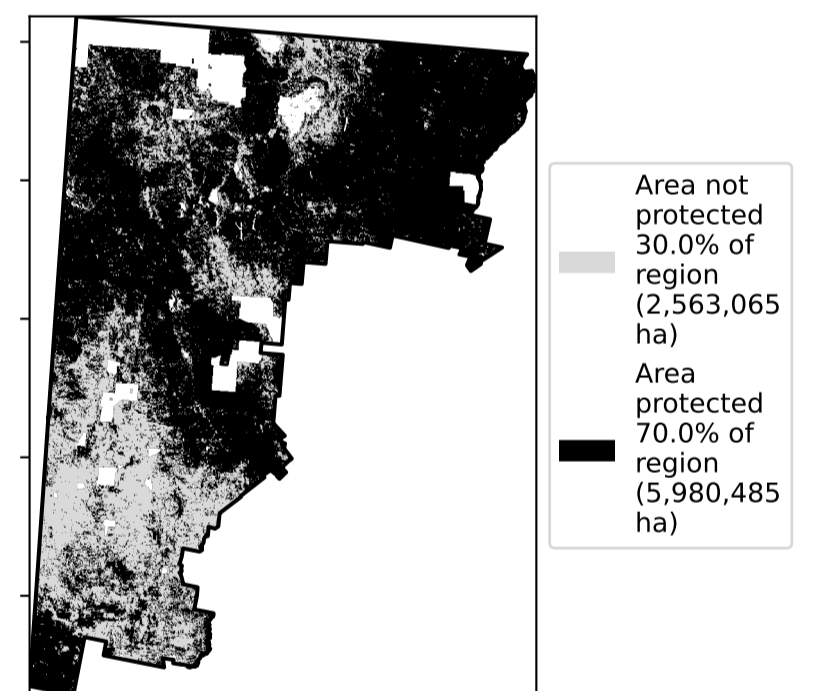 Area not
protected
30.0% of
region
(2,563,065
ha)
Area
protected
70.0% of
region
(5,980,485
ha)